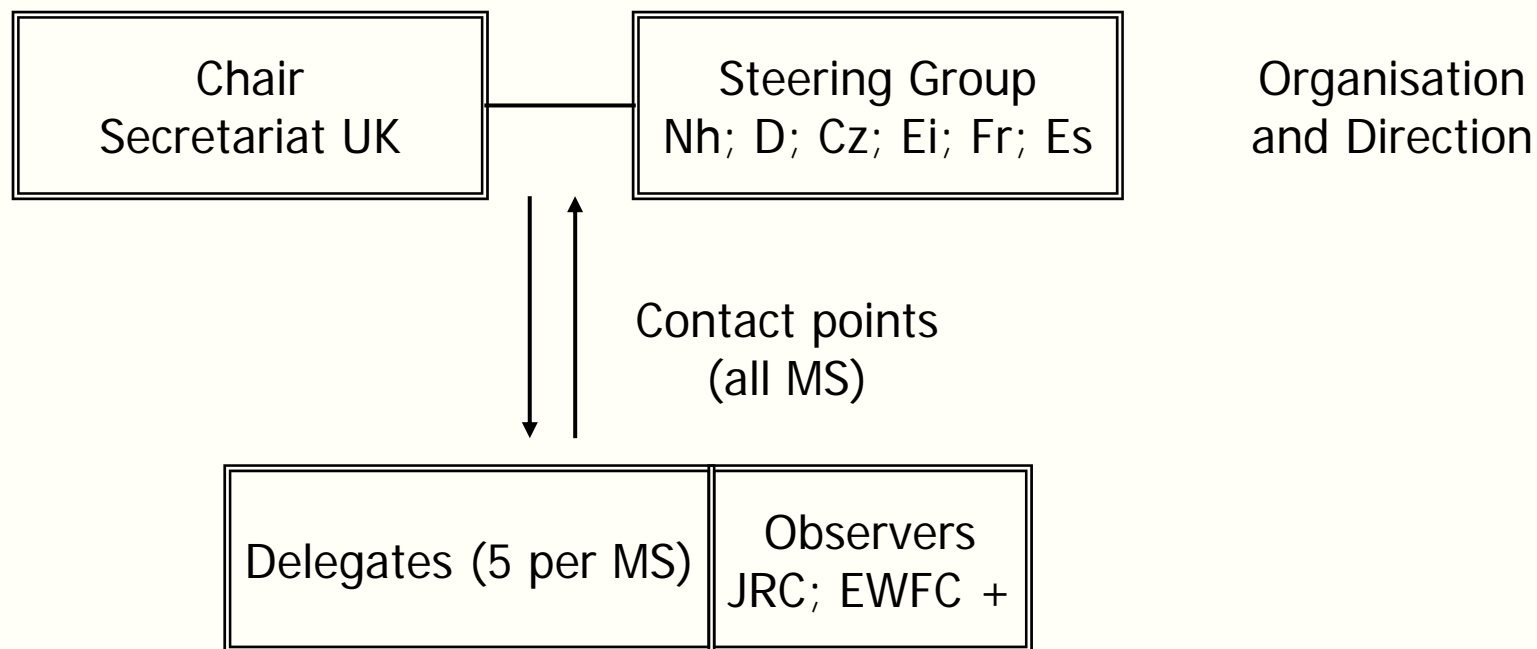 Chair
Secretariat UK
Steering Group
Nh; D; Cz; Ei; Fr; Es
Organisation
and Direction
Contact points
(all MS)
Delegates (5 per MS)
Observers
JRC; EWFC +